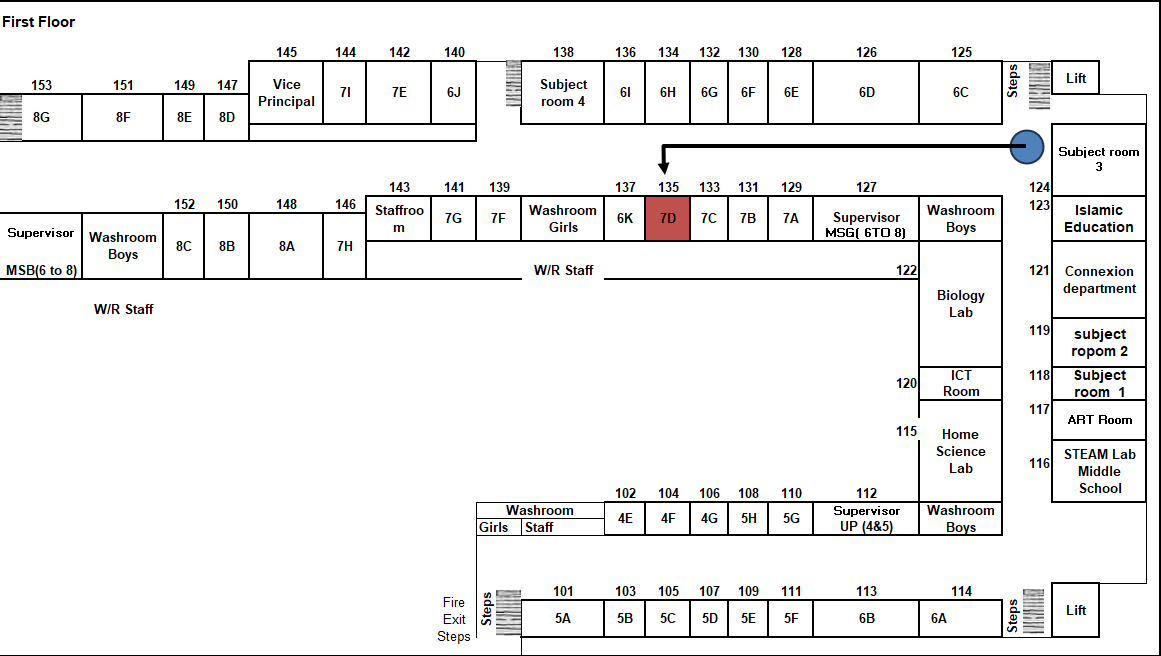 First Floor
145 144 142 140 138 136 134 132 130 128 126 125
153 151 149 147
Vice
Principal
7I 7E 6J
Subject
room 4
6I 6H 6G 6F 6E 6D 6C
Steps
Lift
8G 8F 8E 8D
Subject room
3
124
143 141 139 137 135 133 131 129 127
152 150 148 146
123
Staffroo
m
7G 7F
Washroom
Girls
6K 7D 7C 7B 7A
Supervisor
MSG( 6TO 8)
Washroom
Boys
Islamic
Education
Supervisor
MSB(6 to 8)
Washroom
Boys
8C 8B 8A 7H
W/R Staff
122
121
Connexion
department
Biology
Lab
W/R Staff
119
subject
ropom 2
120
ICT
Room
118
Subject
room 1
117
ART Room
115
Home
Science
Lab
116
STEAM Lab
Middle
School
102 104 106 108 110 112
Washroom
Girls Staff
4E 4F 4G 5H 5G
Supervisor
UP (4&5)
Washroom
Boys
101 103 105 107 109 111 113 114
Fire
Exit
Steps
Steps
5A 5B 5C 5D 5E 5F 6B 6A
Steps
Lift